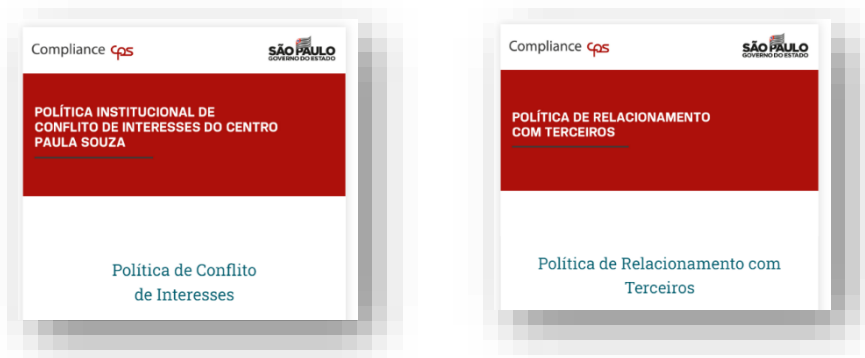 Compliance cps
SÃO PAULO
GOVERNO DO ESTADO
POLÍTICA INSTITUCIONAL DE
CONFLITO DE INTERESSES DO CENTRO
PAULA SOUZA
Política de Conflito
de Interesses
Compliance cps
SÃO PAULO
GOVERNO DO ESTADO
POLÍTICA DE RELACIONAMENTO
COM TERCEIROS
Política de Relacionamento com
Terceiros